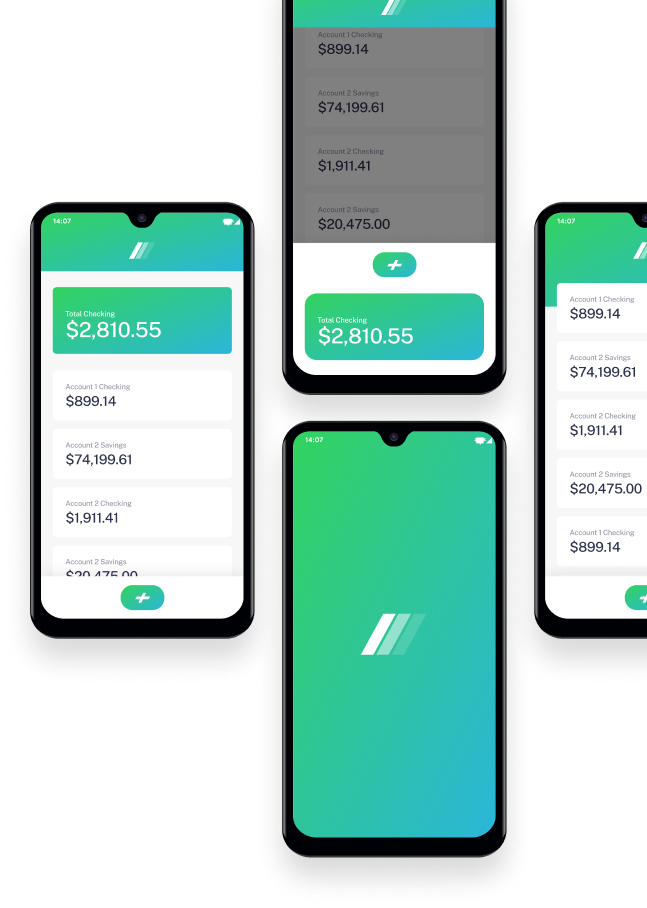 Account 1 Checking
$899.14
Account 2 Savings
$74,199.61
Account 2 Checking
$1,911.41
Account 2 Savings
$20,475.00
Total Checking
$2,810.55
14:07
Total Checking
$2,810.55
Account 1 Checking
$899.14
Account 2 Savings
$74,199.61
Account 2 Checking
$1,911.41
Account 2 Savings
$20,475.00
14:07
14:07
Account 1 Checking
$899.14
Account 2 Savings
$74,199.61
Account 2 Checking
$1,911.41
Account 2 Savings
$20,475.00
Account 1 Checking
$899.14